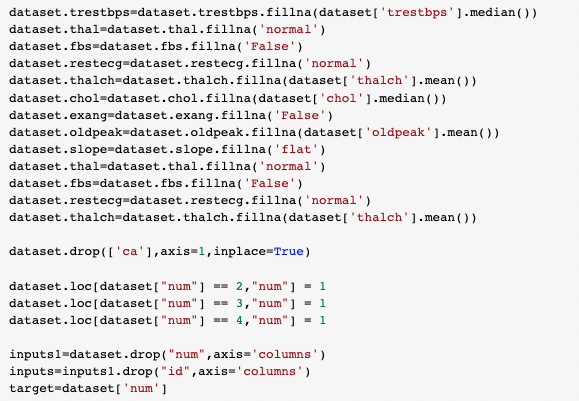 dataset.trestbps=dataset.trestbps.fillna(dataset['trestbps'].median())
dataset.thal=dataset.thal.fillna('normal')
dataset.fbs=dataset.fbs.fillna('False')
dataset.restecg=dataset.restecg.fillna('normal')
dataset.thalch=dataset.thalch.fillna(dataset['thalch'].mean())
dataset.chol=dataset.chol.fillna(dataset['chol'].median())
dataset.exang=dataset.exang.fillna('False')
dataset.oldpeak=dataset.oldpeak.fillna(dataset['oldpeak'].mean())
dataset.slope=dataset.slope.fillna('flat')
dataset.thal=dataset.thal.fillna('normal')
dataset.fbs=dataset.fbs.fillna('False')
dataset.restecg=dataset.restecg.fillna('normal')
dataset.thalch=dataset.thalch.fillna(dataset['thalch'].mean())
dataset.drop(['ca'],axis=1,inplace=True)
dataset.loc[dataset["num"] == 2,"num"] = 1
dataset.loc[dataset["num"] == 3,"num"] = 1
dataset.loc[dataset["num"] == 4,"num"] = 1
inputs1=dataset.drop("num",axis='columns')
inputs=inputs1.drop("id",axis='columns')
target=dataset['num']